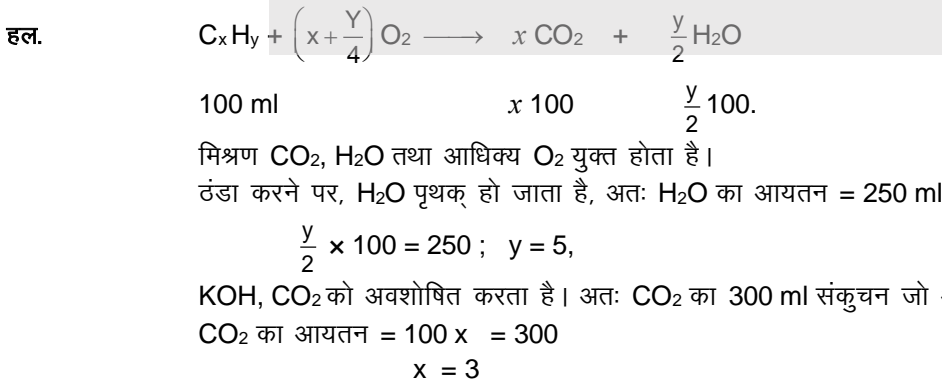 हल. CxHy + (x + Y/4) O2 ⟶ x CO2 + y/2 H2O
100 ml x 100 y/2 100.
मिश्रण CO2, H2O तथा आधिक्य O2 युक्त होता है।
ठंडा करने पर, H2O पृथक् हो जाता है, अतः H2O का आयतन = 250 ml
y/2 × 100 = 250 ; y = 5,
KOH, CO2 को अवशोषित करता है। अतः CO2 का 300 ml संकुचन जो
CO2 का आयतन = 100 x = 300
x = 3